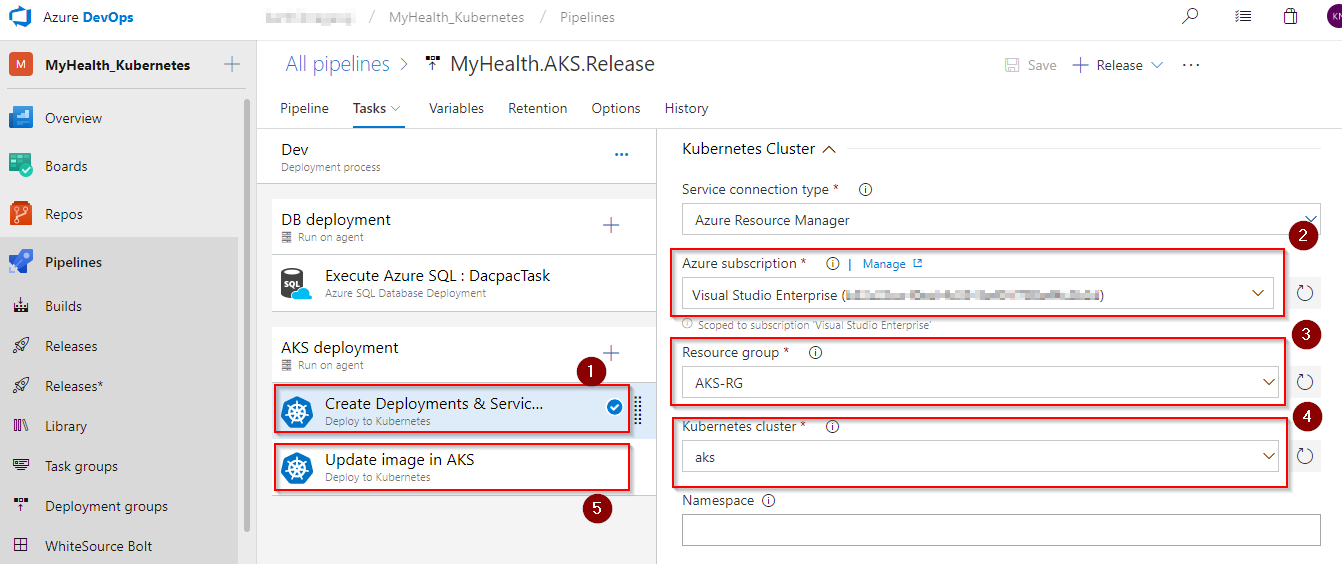 Azure DevOps
/ MyHealth_Kubernetes / Pipelines
KN
M MyHealth_Kubernetes
Overview
Boards
Repos
Pipelines
Builds
Releases
Releases*
Library
Task groups
Deployment groups
WhiteSource Bolt
All pipelines > MyHealth.AKS.Release
Save
Release
...
Pipeline
Tasks
Variables
Retention
Options
History
Dev
Deployment process
...
DB deployment
Run on agent
SQL
Execute Azure SQL : DacpacTask
Azure SQL Database Deployment
AKS deployment
Run on agent
1
Create Deployments & Servic...
Deploy to Kubernetes
Update image in AKS
Deploy to Kubernetes
5
Kubernetes Cluster
Service connection type *
Azure Resource Manager
2
Azure subscription * | Manage
Visual Studio Enterprise ( )
Scoped to subscription 'Visual Studio Enterprise'
3
Resource group *
AKS-RG
4
Kubernetes cluster *
aks
Namespace